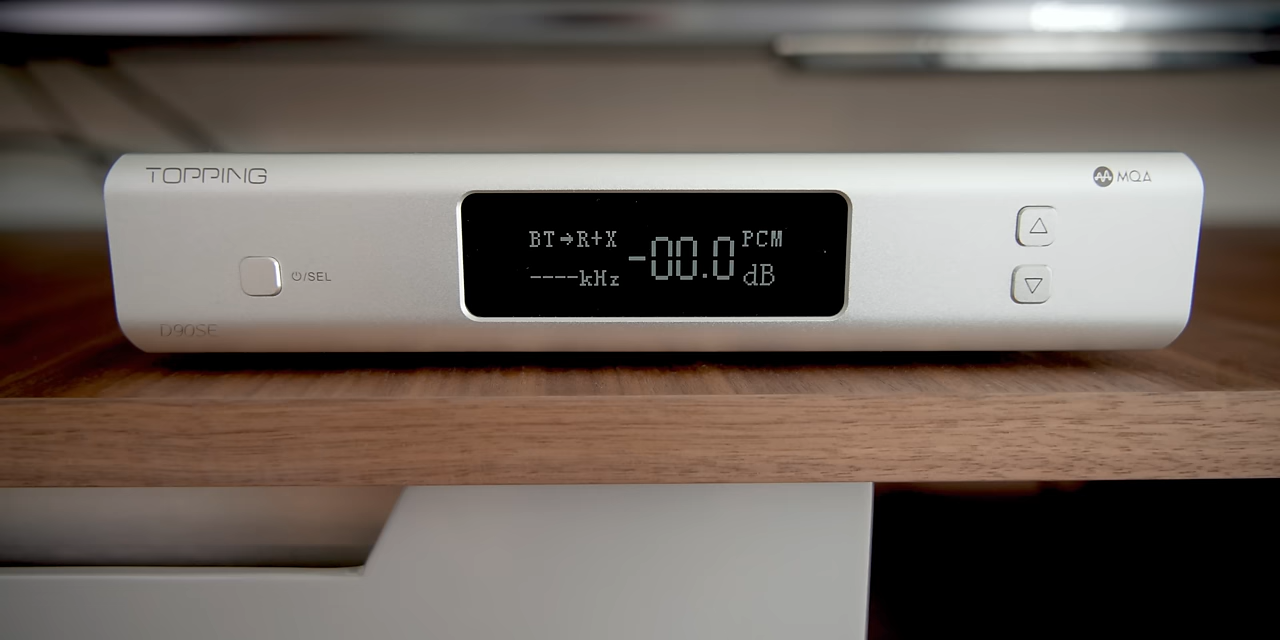 TOPPING
MQA
BT→R+X
----kHz
-00.0
PCM
dB
⏻/SEL
D90SE